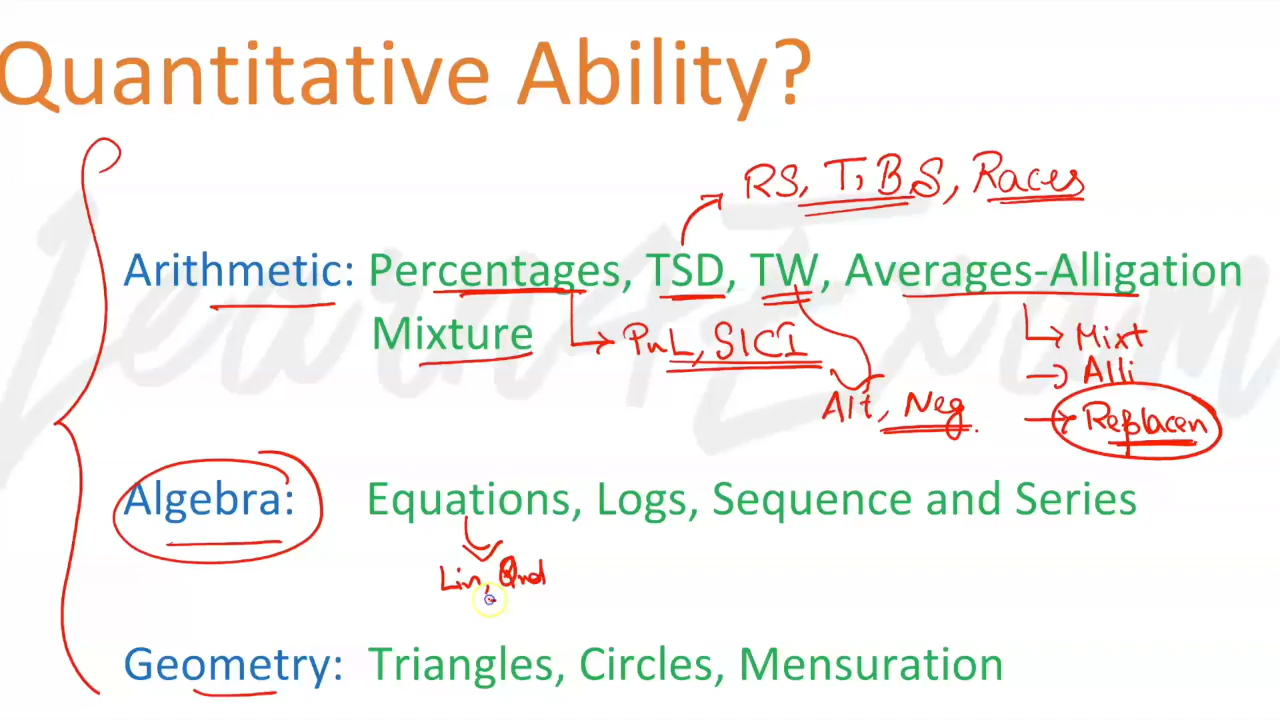 Quantitative Ability?
RS, T, B.S, Races
Arithmetic: Percentages, TSD, TW, Averages-Alligation
Mixture
PnL, SICI
Mixt
Alli
Alt, Neg.
Replacen
Algebra: Equations, Logs, Sequence and Series
Lin, Qud
Geometry: Triangles, Circles, Mensuration